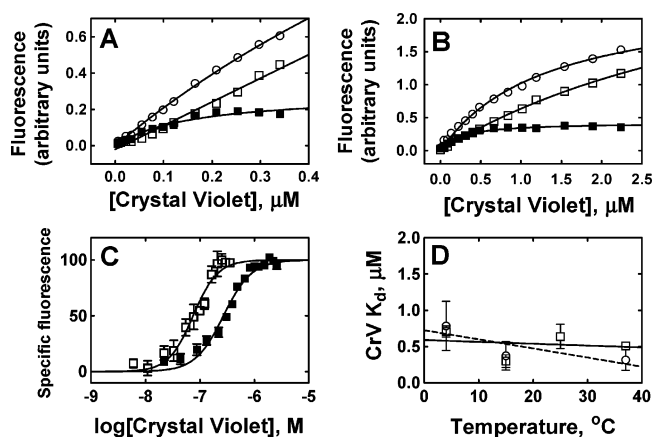 A
Fluorescence
(arbitrary units)
0.6
0.4
0.2
0.0
0.0 0.1 0.2 0.3 0.4
[Crystal Violet], μM
B
Fluorescence
(arbitrary units)
2.0
1.5
1.0
0.5
0.0
0.0 0.5 1.0 1.5 2.0 2.5
[Crystal Violet], μM
C
Specific fluorescence
100
50
0
-9 -8 -7 -6 -5
log[Crystal Violet], M
D
CrV Kd, μM
2.0
1.5
1.0
0.5
0.0
0 10 20 30 40
Temperature, °C